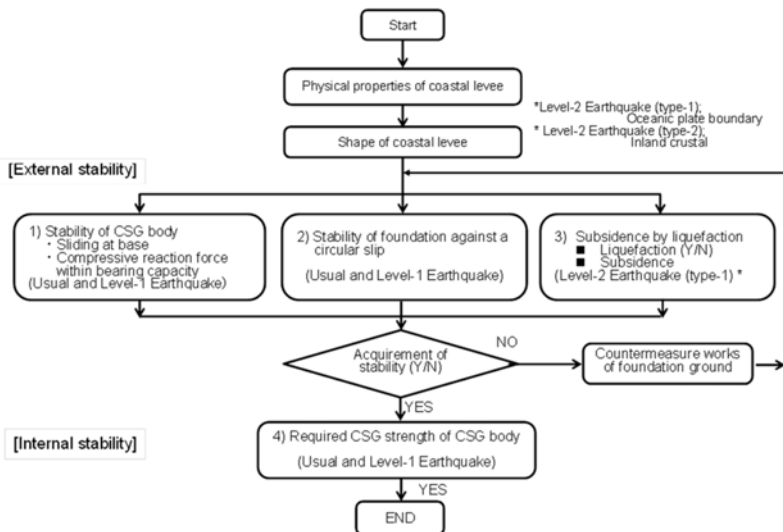 Start
Physical properties of coastal levee
*Level-2 Earthquake (type-1);
Oceanic plate boundary
* Level-2 Earthquake (type-2);
Inland crustal
Shape of coastal levee
[External stability]
1) Stability of CSG body
・ Sliding at base
・ Compressive reaction force
within bearing capacity
(Usual and Level-1 Earthquake)
2) Stability of foundation against a
circular slip
(Usual and Level-1 Earthquake)
3) Subsidence by liquefaction
■ Liquefaction (Y/N)
■ Subsidence
(Level-2 Earthquake (type-1) *
Acquirement of
stability (Y/N)
NO
Countermeasure works
of foundation ground
YES
[Internal stability]
4) Required CSG strength of CSG body
(Usual and Level-1 Earthquake)
YES
END